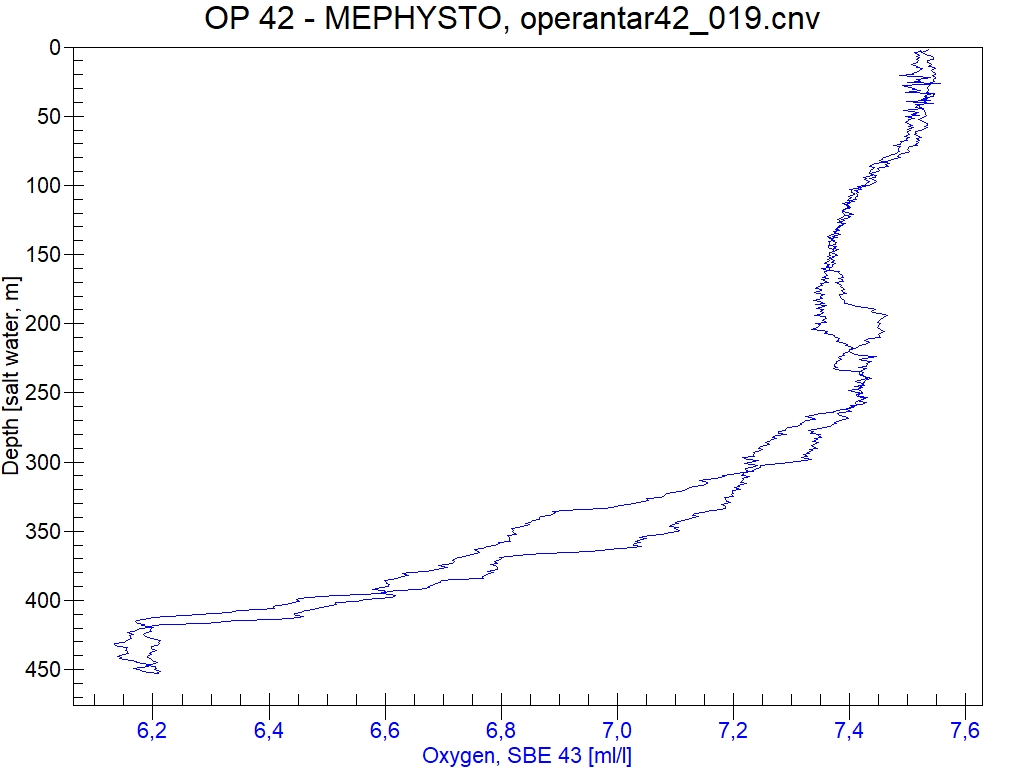 OP 42 - MEPHYSTO, operantar42_019.cnv
0
50
100
150
200
250
300
350
400
450
Depth [salt water, m]
6,2 6,4 6,6 6,8 7,0 7,2 7,4 7,6
Oxygen, SBE 43 [ml/l]